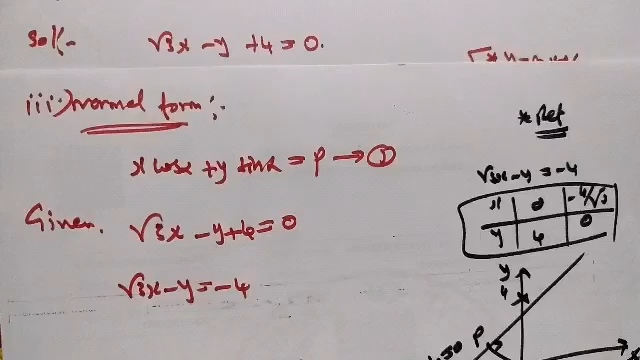 Sol:- √3x - y + 4 = 0.
iii) normal form:-
x cosα + y sinα = P → ①
Given. √3x - y + 4 = 0
√3x - y = -4
* Ref
√3x - y = -4
x | 0 | -4/√3
y | 4 | 0
y
4
P
x